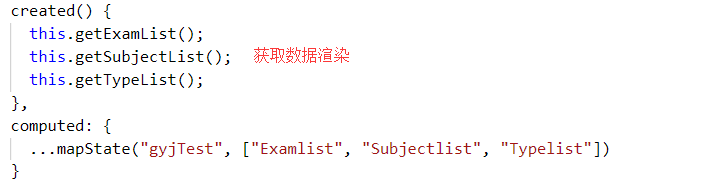 created() {
this.getExamList();
this.getSubjectList(); 获取数据渲染
this.getTypeList();
},
computed: {
...mapState("gyjTest", ["Examlist", "Subjectlist", "Typelist"])
}